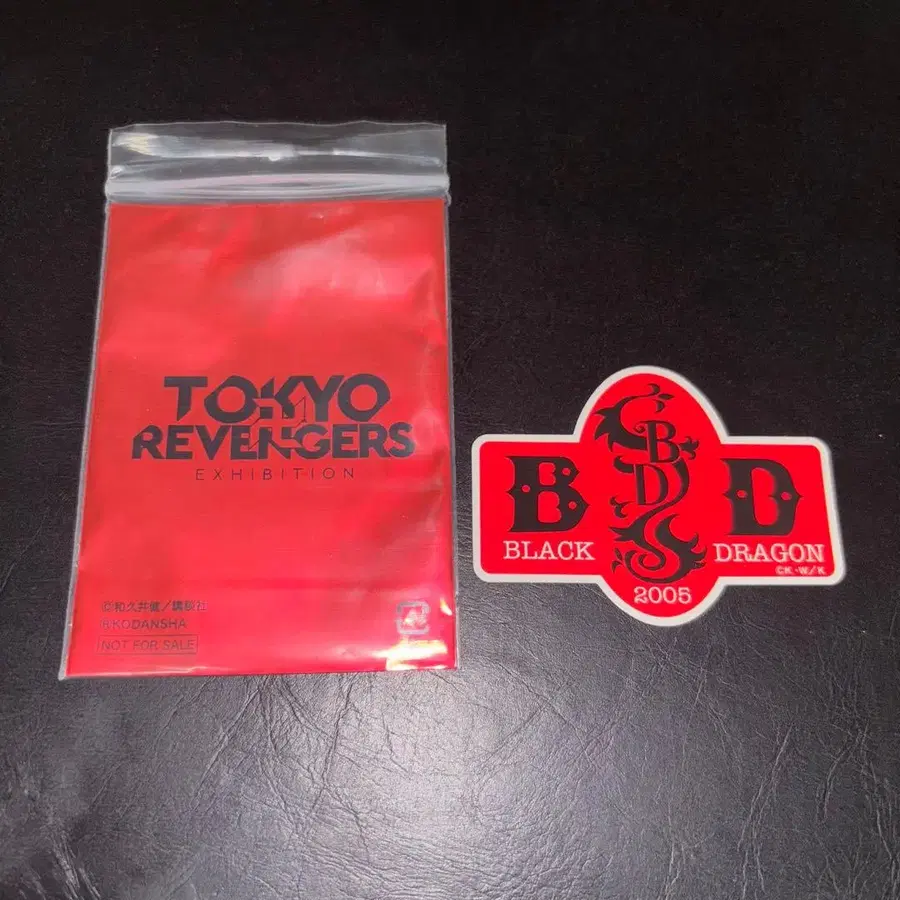 TOKYO
REVENGERS
EXHIBITION
©和久井健／講談社
®KODANSHA
NOT FOR SALE
B
D
B D
BLACK DRAGON
CK・W/K
2005